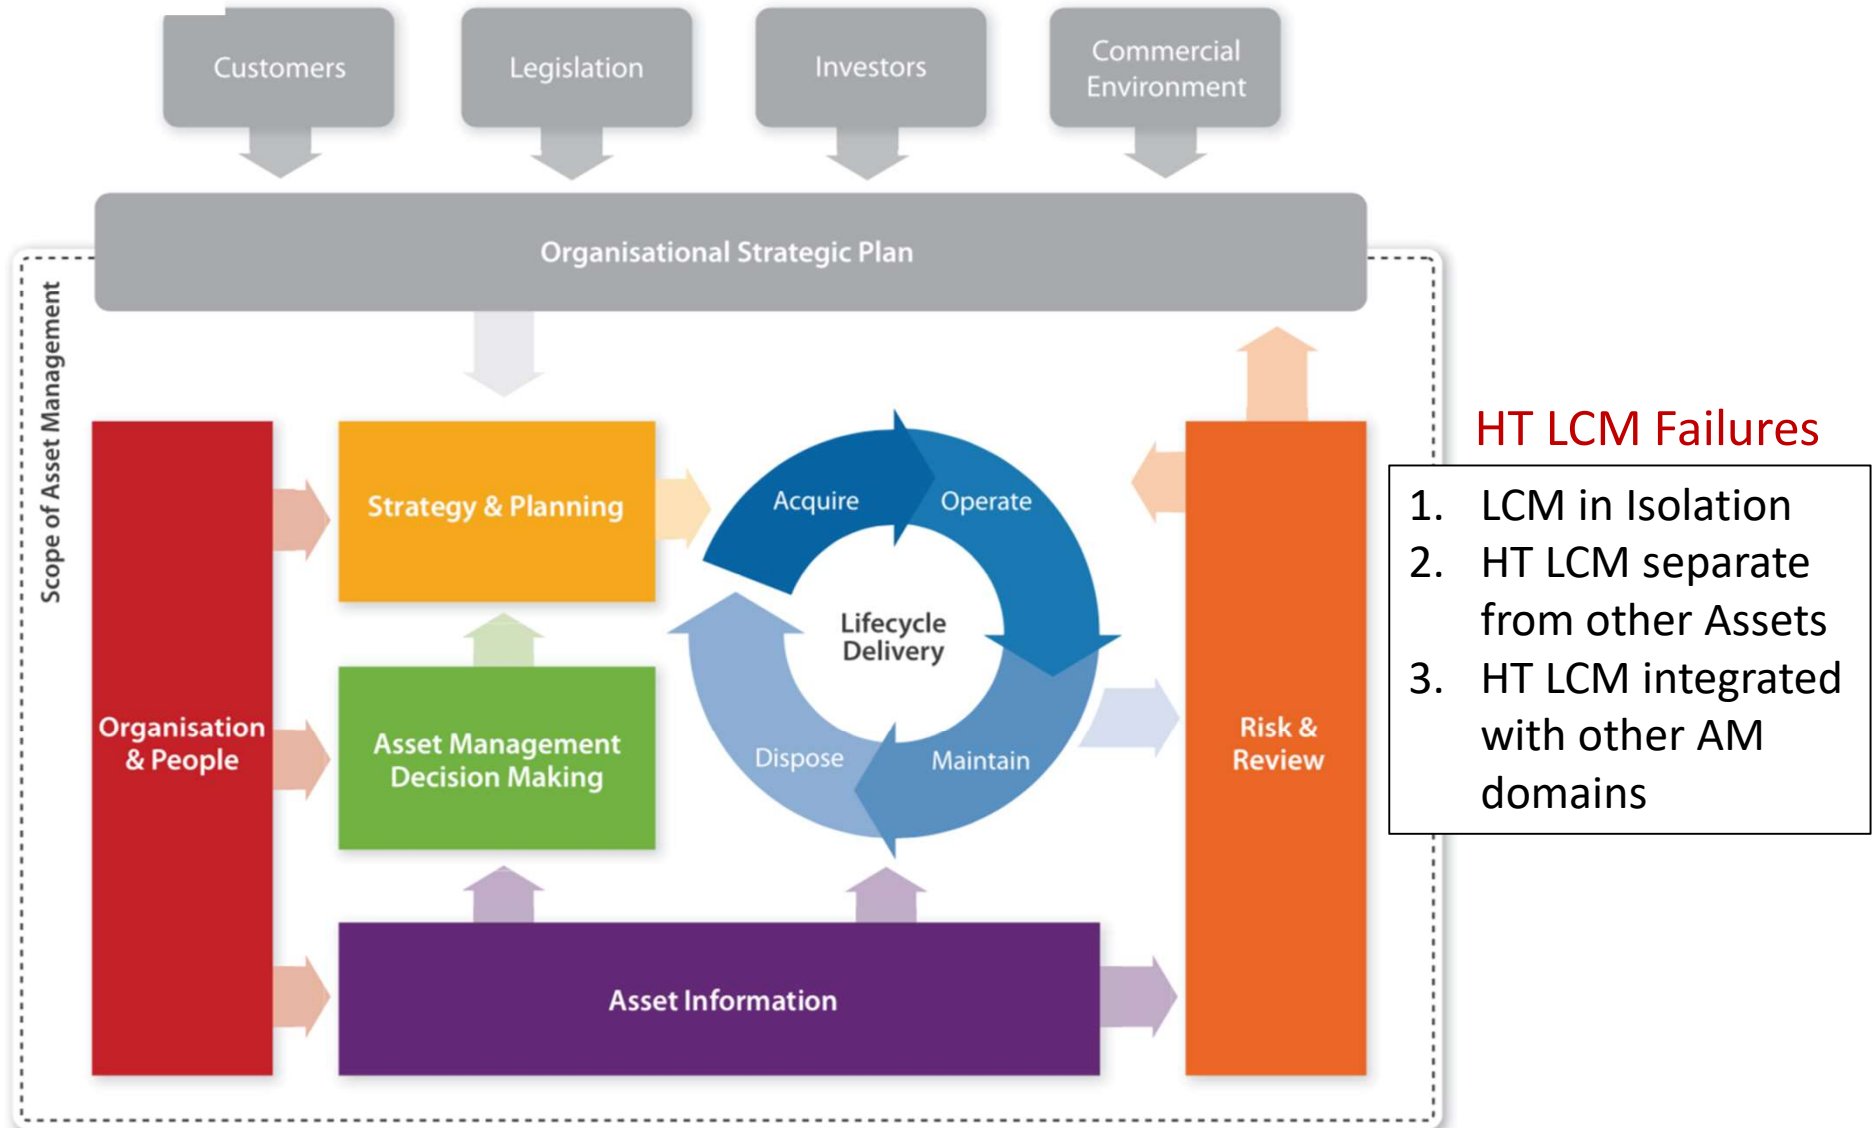 Customers
Legislation
Investors
Commercial
Environment
Organisational Strategic Plan
Scope of Asset Management
Organisation
& People
Strategy & Planning
Asset Management
Decision Making
Acquire
Operate
Lifecycle
Delivery
Dispose
Maintain
Asset Information
Risk &
Review
HT LCM Failures
1. LCM in Isolation
2. HT LCM separate
from other Assets
3. HT LCM integrated
with other AM
domains